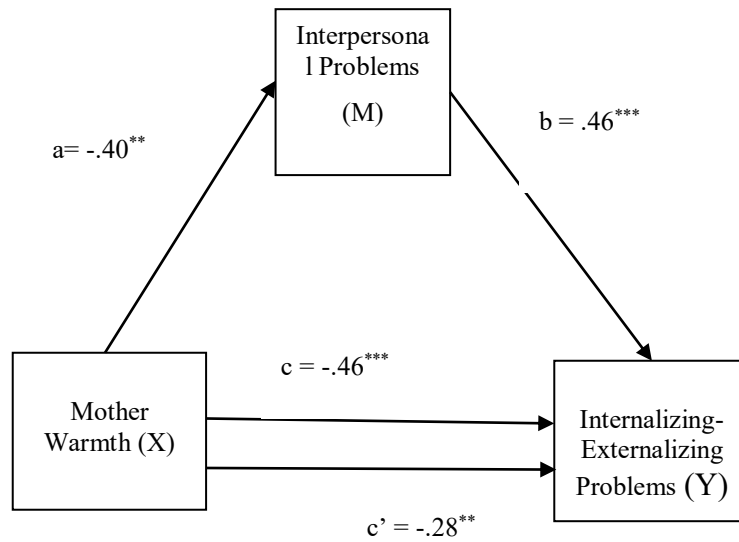 Interpersona
l Problems
(M)
a= -.40**
b = .46***
c = -.46***
Mother
Warmth (X)
Internalizing-
Externalizing
Problems (Y)
c’ = -.28**